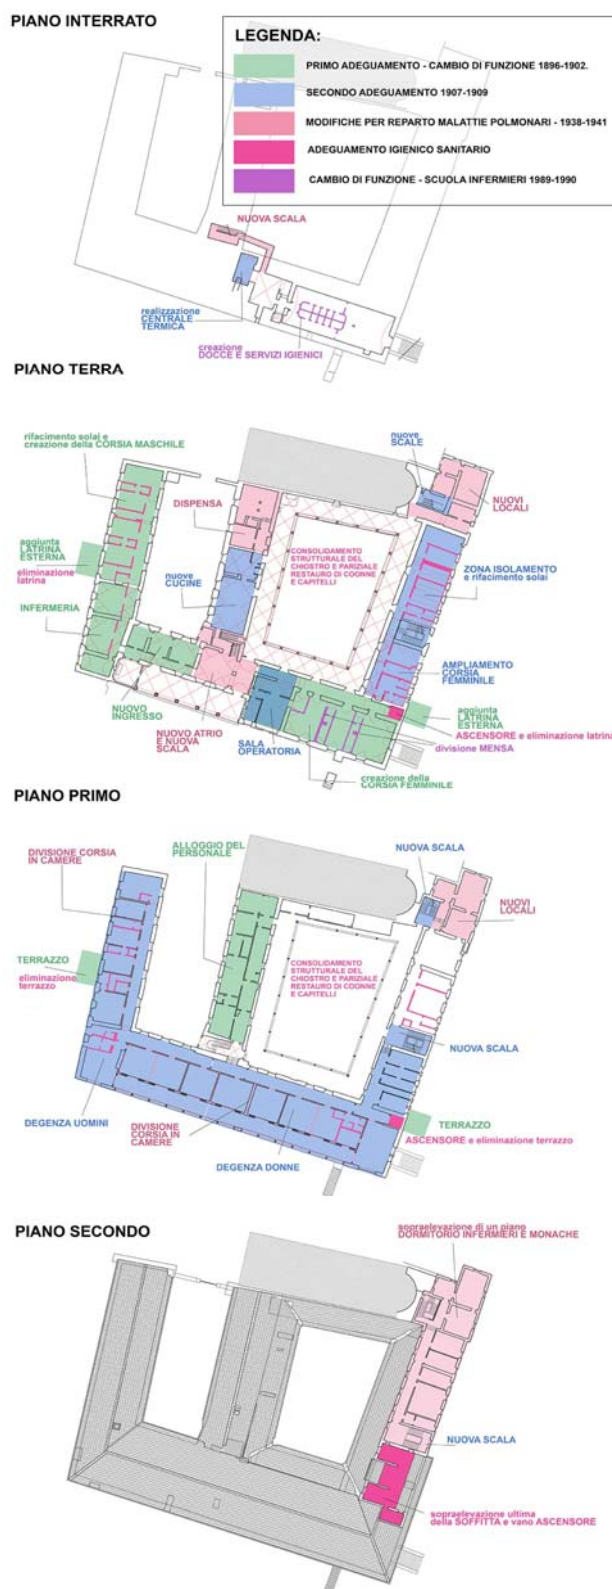 PIANO INTERRATO
LEGENDA:
PRIMO ADEGUAMENTO - CAMBIO DI FUNZIONE 1896-1902.
SECONDO ADEGUAMENTO 1907-1909
MODIFICHE PER REPARTO MALATTIE POLMONARI - 1938-1941
ADEGUAMENTO IGIENICO SANITARIO
CAMBIO DI FUNZIONE - SCUOLA INFERMIERI 1989-1990
NUOVA SCALA
realizzazione
CENTRALE
TERMICA
creazione
DOCCE E SERVIZI IGIENICI
PIANO TERRA
rifacimento solai e
creazione della CORSIA MASCHILE
nuove
SCALE
DISPENSA
NUOVI
LOCALI
aggiunta
LATRINA
ESTERNA
eliminazione
latrina
CONSOLIDAMENTO
STRUTTURALE DEL
CHIOSTRO E PARIZIALE
RESTAURO DI COONNE
E CAPITELLI
ZONA ISOLAMENTO
e rifacimento solai
nuove
CUCINE
INFERMERIA
AMPLIAMENTO
CORSIA
FEMMINILE
NUOVO
INGRESSO
NUOVO ATRIO
E NUOVA
SCALA
SALA
OPERATORIA
aggiunta
LATRINA
ESTERNA
ASCENSORE e eliminazione latrina
divisione MENSA
creazione della
CORSIA FEMMINILE
PIANO PRIMO
DIVISIONE CORSIA
IN CAMERE
ALLOGGIO DEL
PERSONALE
NUOVA SCALA
NUOVI
LOCALI
TERRAZZO
eliminazione
terrazzo
CONSOLIDAMENTO
STRUTTURALE DEL
CHIOSTRO E PARIZIALE
RESTAURO DI COONNE
E CAPITELLI
NUOVA SCALA
DEGENZA UOMINI
DIVISIONE
CORSIA IN
CAMERE
DEGENZA DONNE
TERRAZZO
ASCENSORE e eliminazione terrazzo
PIANO SECONDO
sopraelevazione di un piano
DORMITORIO INFERMIERI E MONACHE
NUOVA SCALA
sopraelevazione ultima
della SOFFITTA e vano ASCENSORE